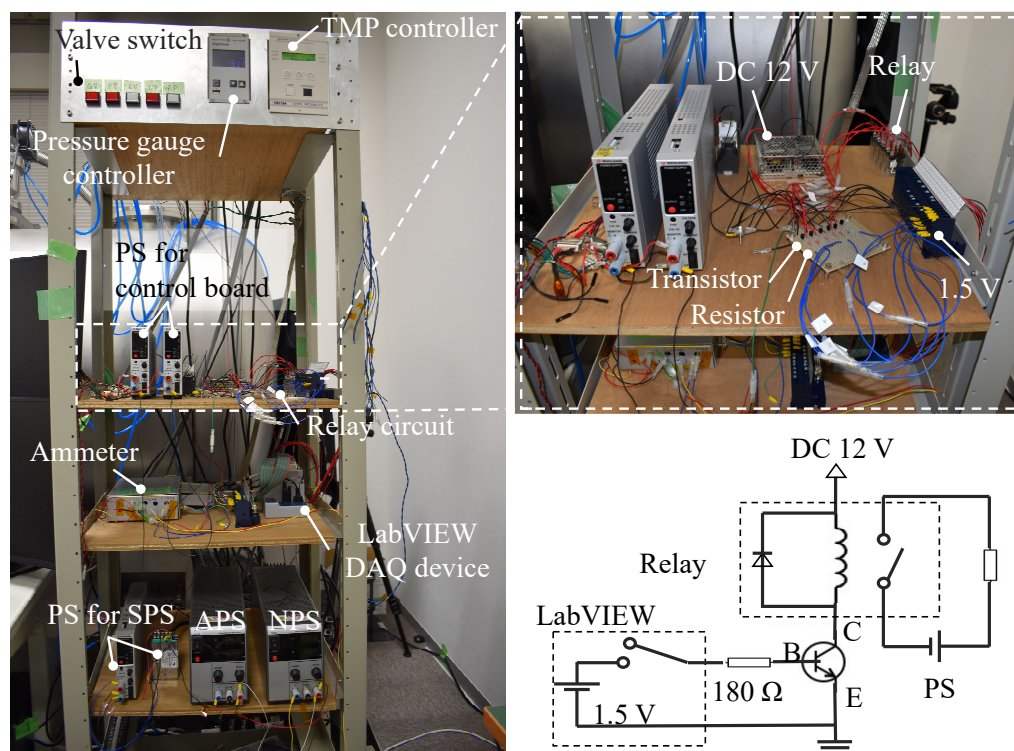 Valve switch
TMP controller
Pressure gauge
controller
PS for
control board
Relay circuit
Ammeter
LabVIEW
DAQ device
PS for SPS
APS
NPS
DC 12 V
Relay
Transistor
Resistor
1.5 V
DC 12 V
Relay
LabVIEW
C
B
E
180 Ω
1.5 V
PS